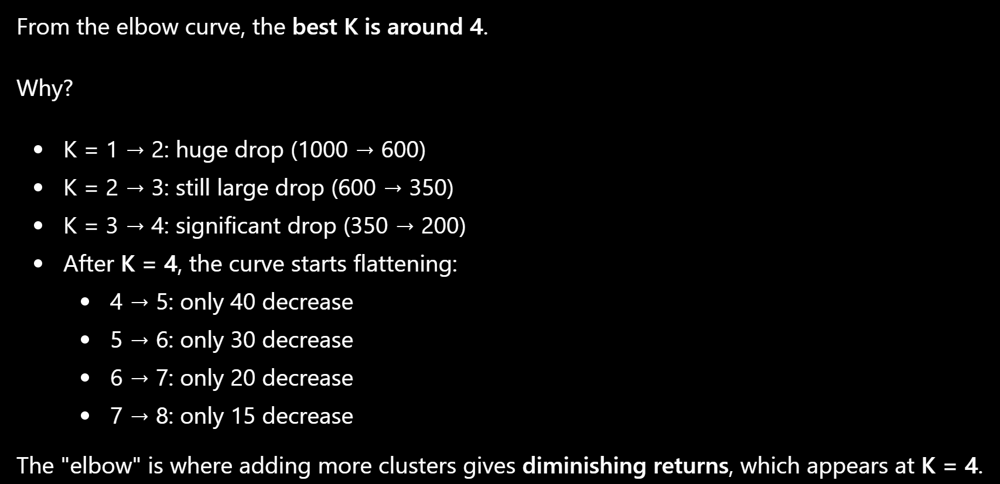 From the elbow curve, the best K is around 4.
Why?
• K = 1 → 2: huge drop (1000 → 600)
• K = 2 → 3: still large drop (600 → 350)
• K = 3 → 4: significant drop (350 → 200)
• After K = 4, the curve starts flattening:
• 4 → 5: only 40 decrease
• 5 → 6: only 30 decrease
• 6 → 7: only 20 decrease
• 7 → 8: only 15 decrease
The "elbow" is where adding more clusters gives diminishing returns, which appears at K = 4.